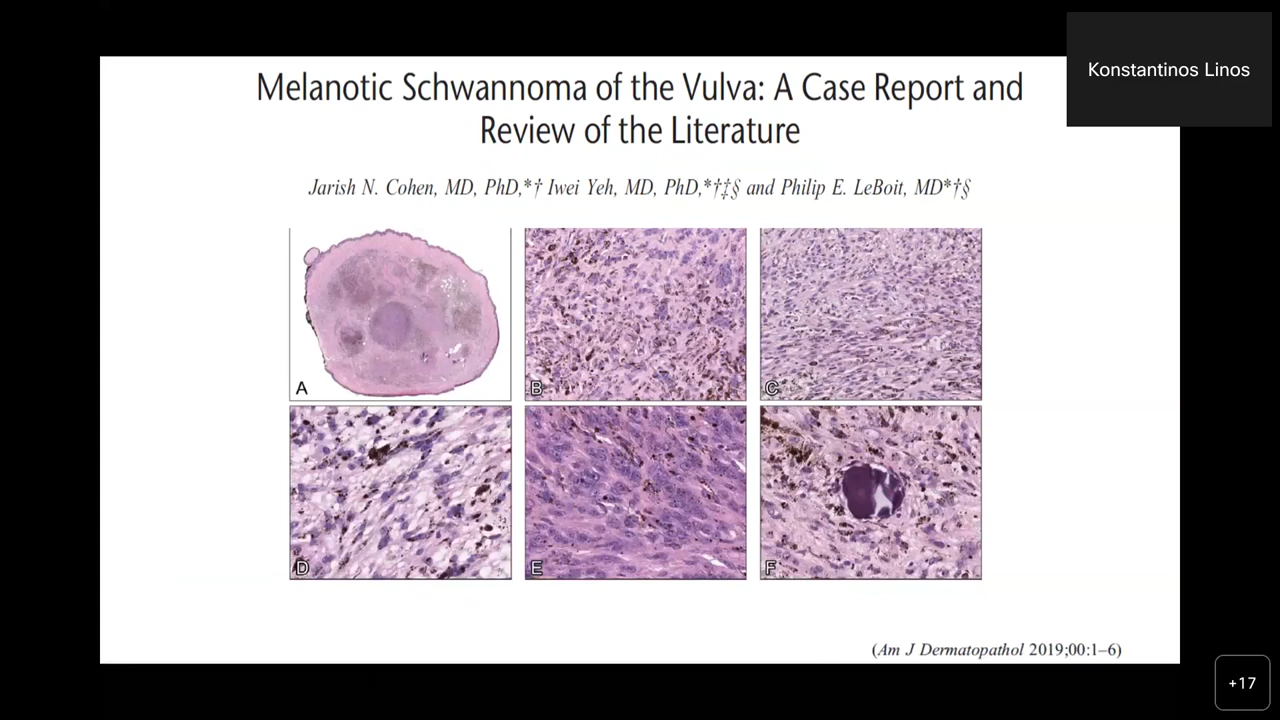 Melanotic Schwannoma of the Vulva: A Case Report and
Review of the Literature
Konstantinos Linos
Jarish N. Cohen, MD, PhD,*† Iwei Yeh, MD, PhD,*†‡§ and Philip E. LeBoit, MD*†§
A
B
C
D
E
F
(Am J Dermatopathol 2019;00:1–6)
+17